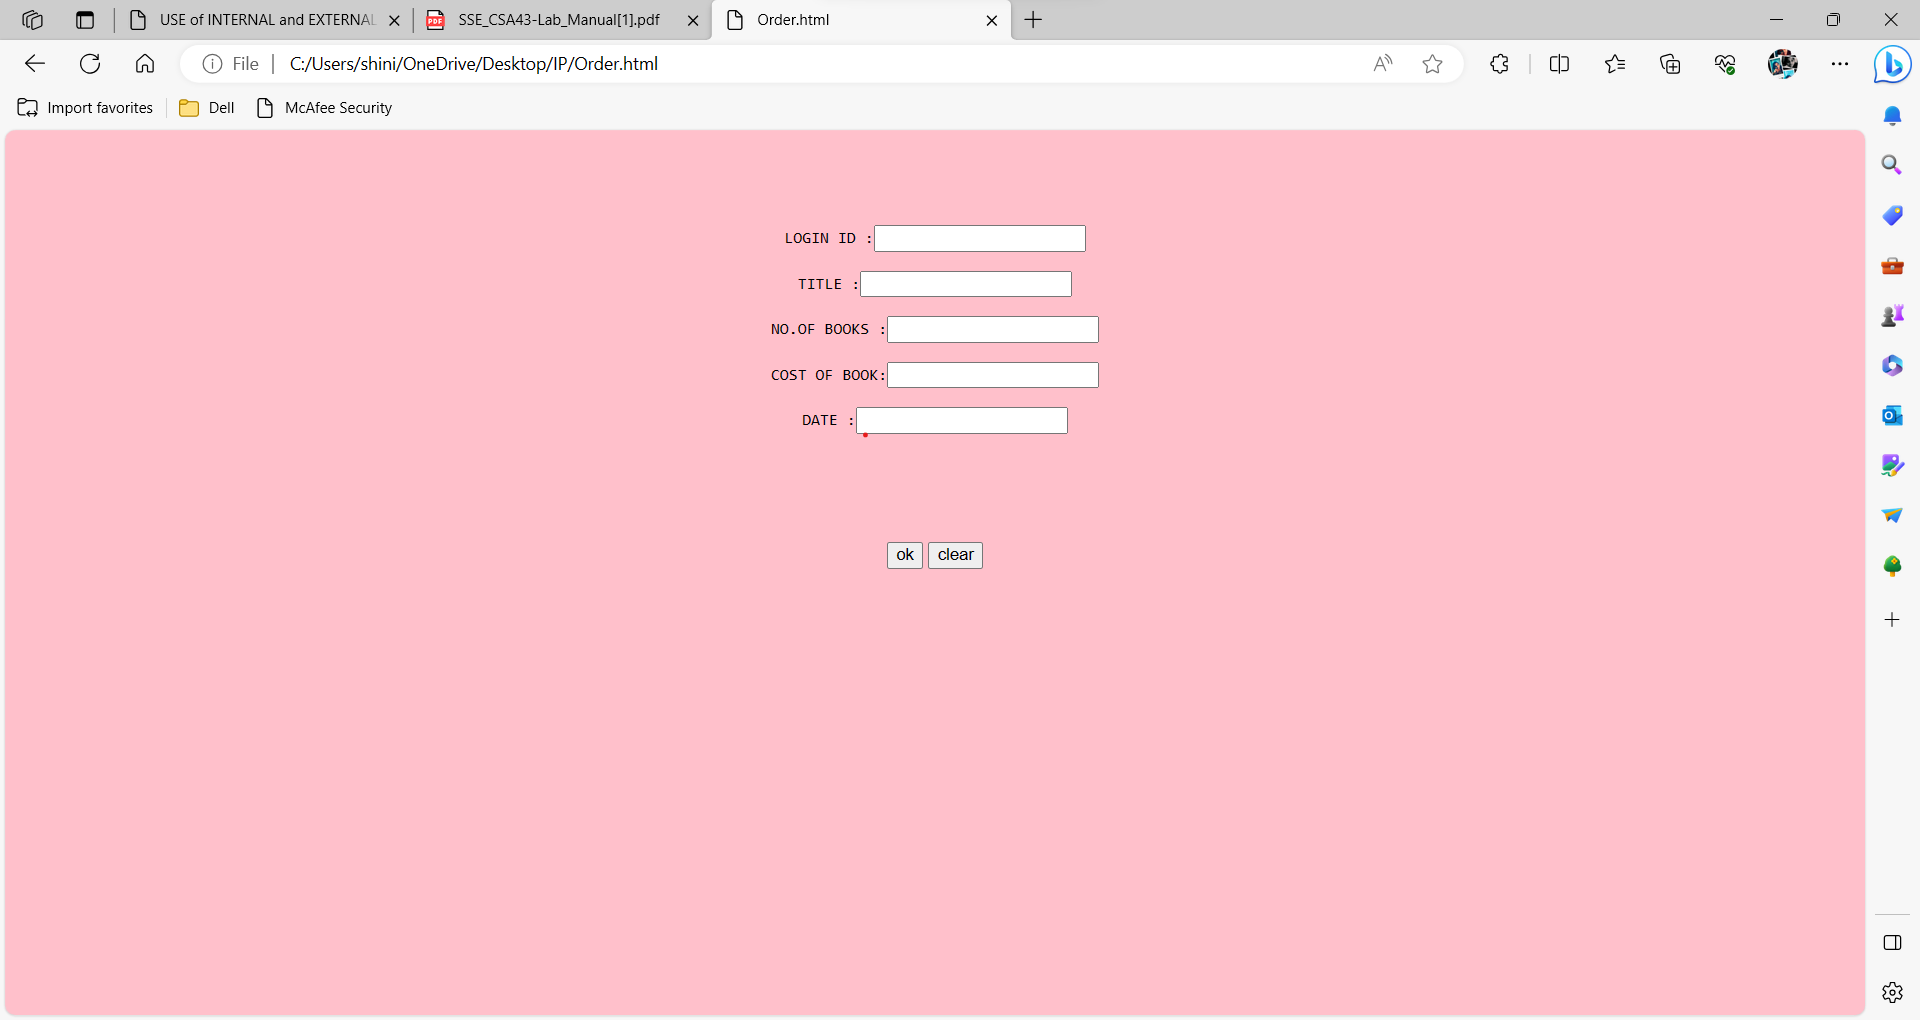 USE of INTERNAL and EXTERNAL
SSE_CSA43-Lab_Manual[1].pdf
Order.html
File
C:/Users/shini/OneDrive/Desktop/IP/Order.html
Import favorites
Dell
McAfee Security
LOGIN ID :
TITLE :
NO.OF BOOKS :
COST OF BOOK:
DATE :
ok clear